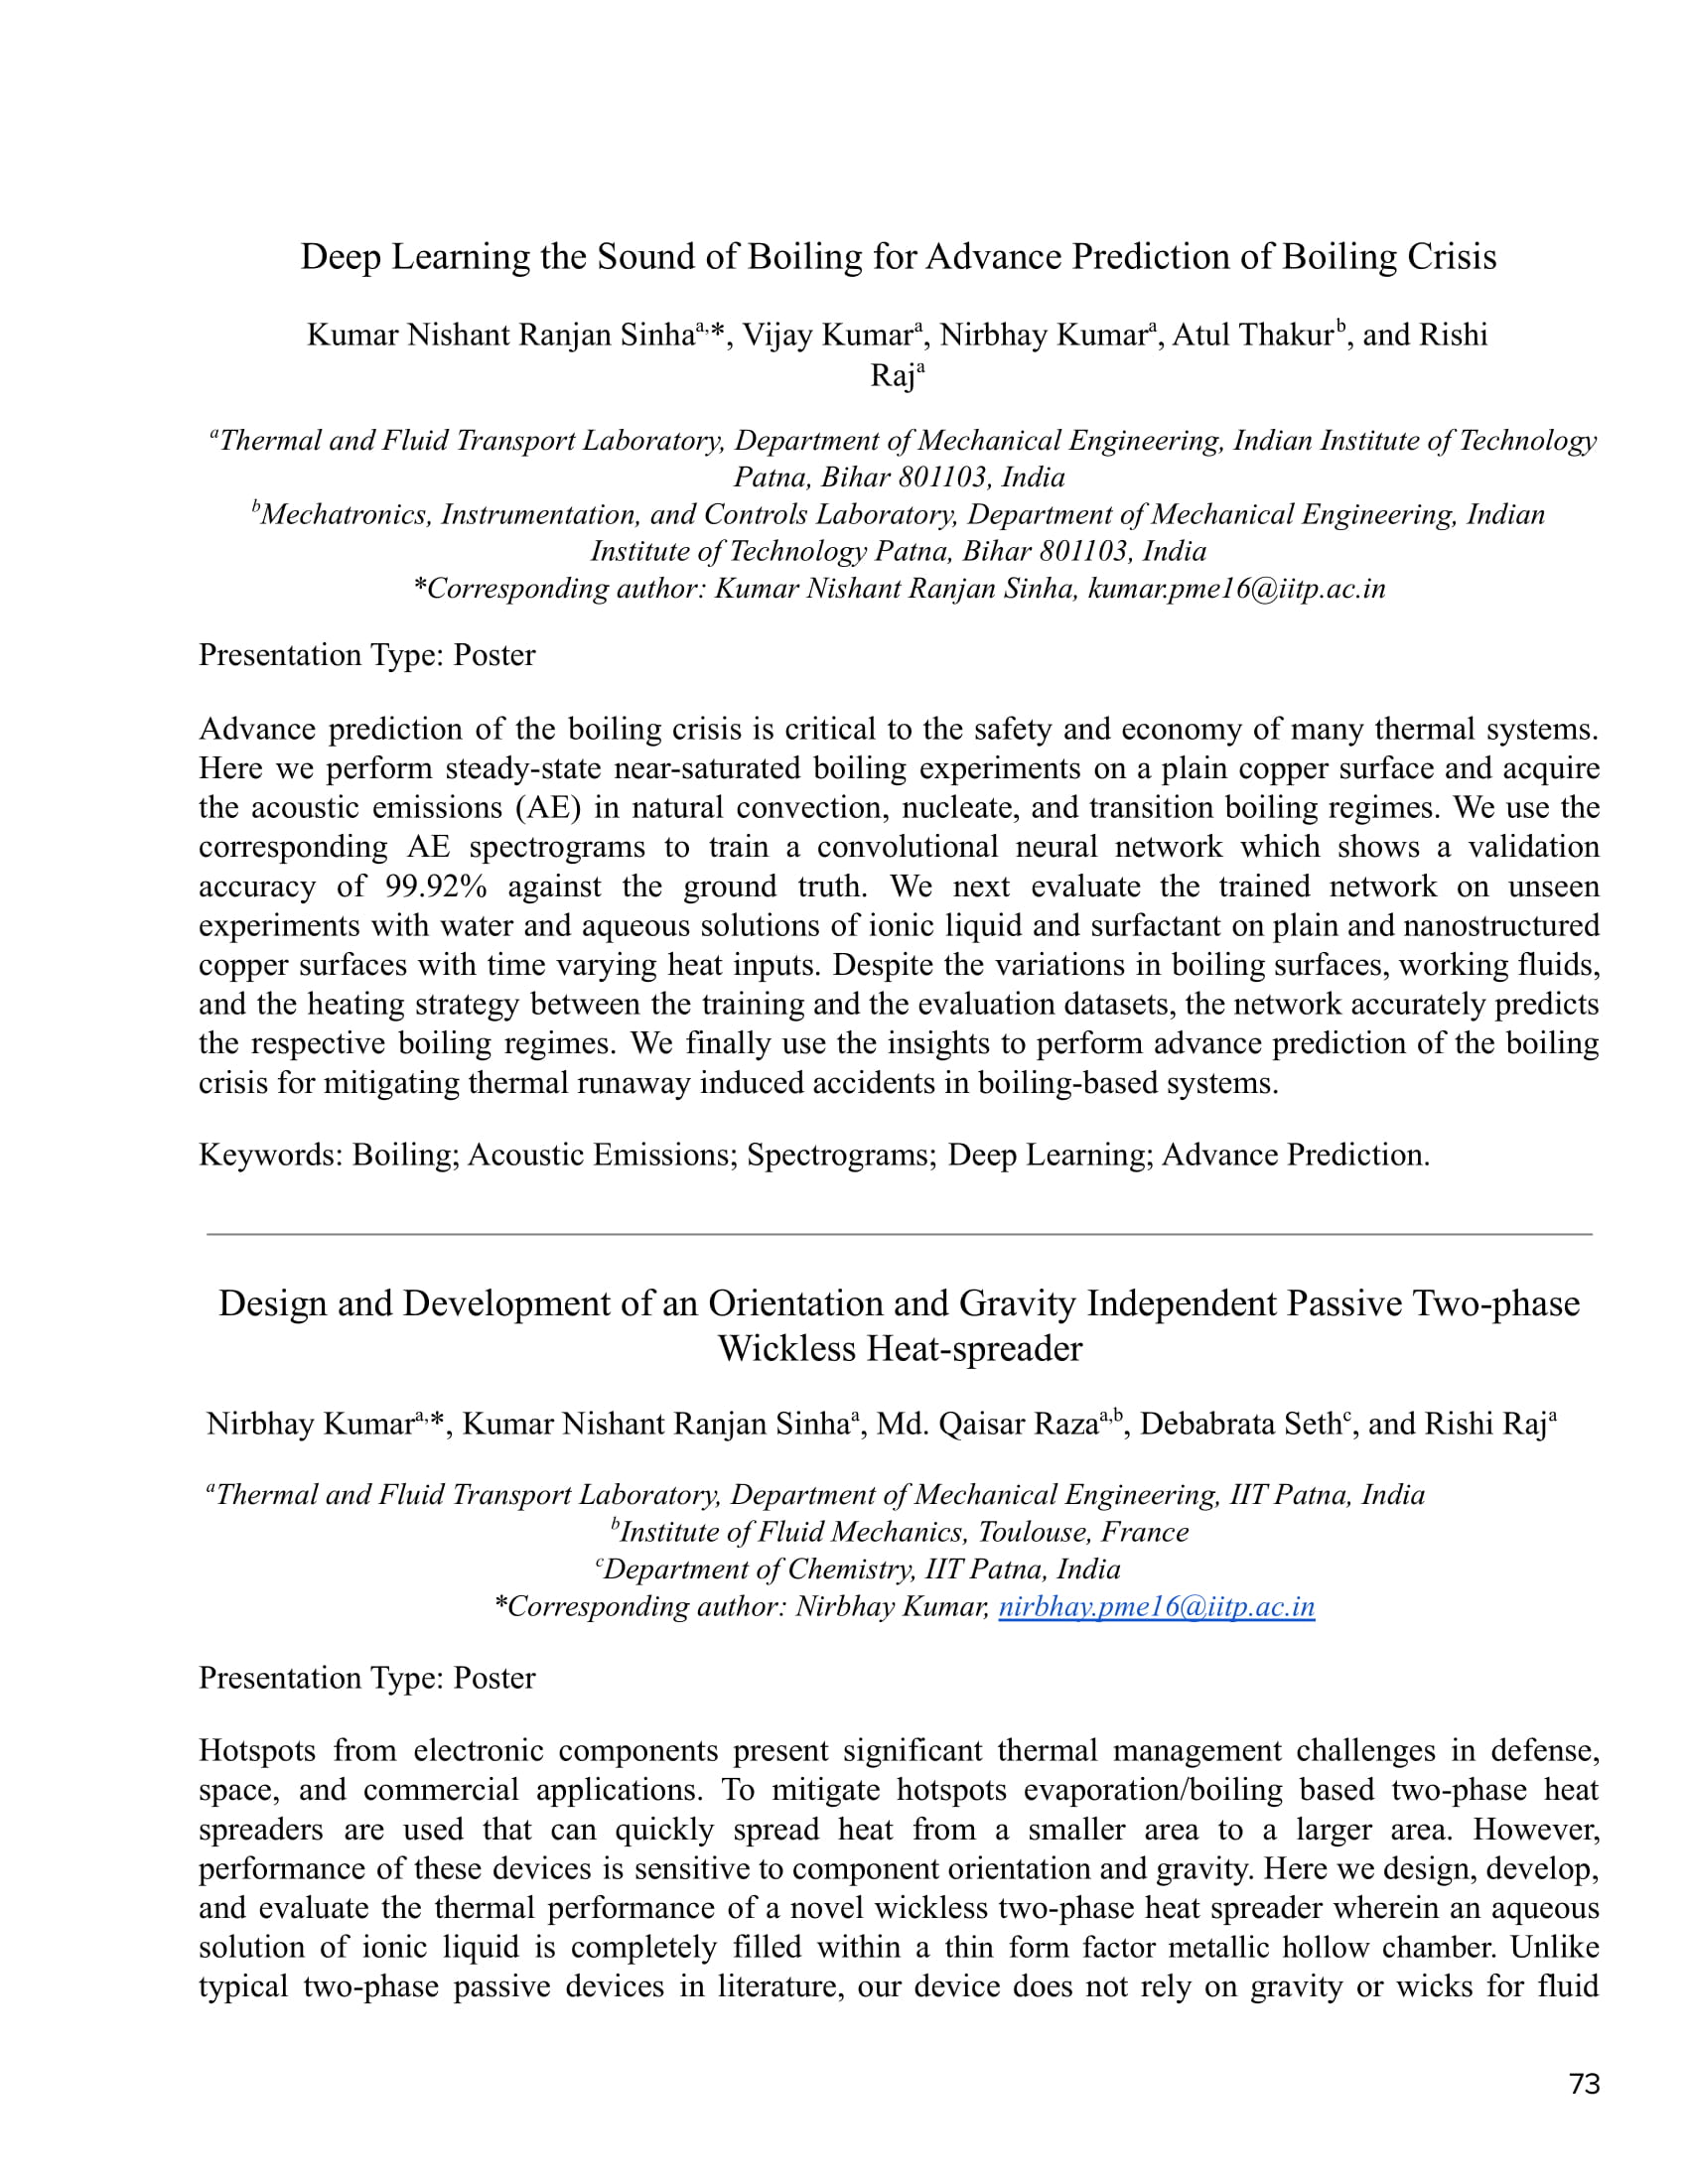 Deep Learning the Sound of Boiling for Advance Prediction of Boiling Crisis
Kumar Nishant Ranjan Sinhaᵃ,*, Vijay Kumarᵃ, Nirbhay Kumarᵃ, Atul Thakurᵇ, and Rishi
Rajᵃ
ᵃThermal and Fluid Transport Laboratory, Department of Mechanical Engineering, Indian Institute of Technology
Patna, Bihar 801103, India
ᵇMechatronics, Instrumentation, and Controls Laboratory, Department of Mechanical Engineering, Indian
Institute of Technology Patna, Bihar 801103, India
*Corresponding author: Kumar Nishant Ranjan Sinha, kumar.pme16@iitp.ac.in
Presentation Type: Poster
Advance prediction of the boiling crisis is critical to the safety and economy of many thermal systems.
Here we perform steady-state near-saturated boiling experiments on a plain copper surface and acquire
the acoustic emissions (AE) in natural convection, nucleate, and transition boiling regimes. We use the
corresponding AE spectrograms to train a convolutional neural network which shows a validation
accuracy of 99.92% against the ground truth. We next evaluate the trained network on unseen
experiments with water and aqueous solutions of ionic liquid and surfactant on plain and nanostructured
copper surfaces with time varying heat inputs. Despite the variations in boiling surfaces, working fluids,
and the heating strategy between the training and the evaluation datasets, the network accurately predicts
the respective boiling regimes. We finally use the insights to perform advance prediction of the boiling
crisis for mitigating thermal runaway induced accidents in boiling-based systems.
Keywords: Boiling; Acoustic Emissions; Spectrograms; Deep Learning; Advance Prediction.
Design and Development of an Orientation and Gravity Independent Passive Two-phase
Wickless Heat-spreader
Nirbhay Kumarᵃ,*, Kumar Nishant Ranjan Sinhaᵃ, Md. Qaisar Razaᵃ,ᵇ, Debabrata Sethᶜ, and Rishi Rajᵃ
ᵃThermal and Fluid Transport Laboratory, Department of Mechanical Engineering, IIT Patna, India
ᵇInstitute of Fluid Mechanics, Toulouse, France
ᶜDepartment of Chemistry, IIT Patna, India
*Corresponding author: Nirbhay Kumar, nirbhay.pme16@iitp.ac.in
Presentation Type: Poster
Hotspots from electronic components present significant thermal management challenges in defense,
space, and commercial applications. To mitigate hotspots evaporation/boiling based two-phase heat
spreaders are used that can quickly spread heat from a smaller area to a larger area. However,
performance of these devices is sensitive to component orientation and gravity. Here we design, develop,
and evaluate the thermal performance of a novel wickless two-phase heat spreader wherein an aqueous
solution of ionic liquid is completely filled within a thin form factor metallic hollow chamber. Unlike
typical two-phase passive devices in literature, our device does not rely on gravity or wicks for fluid
73